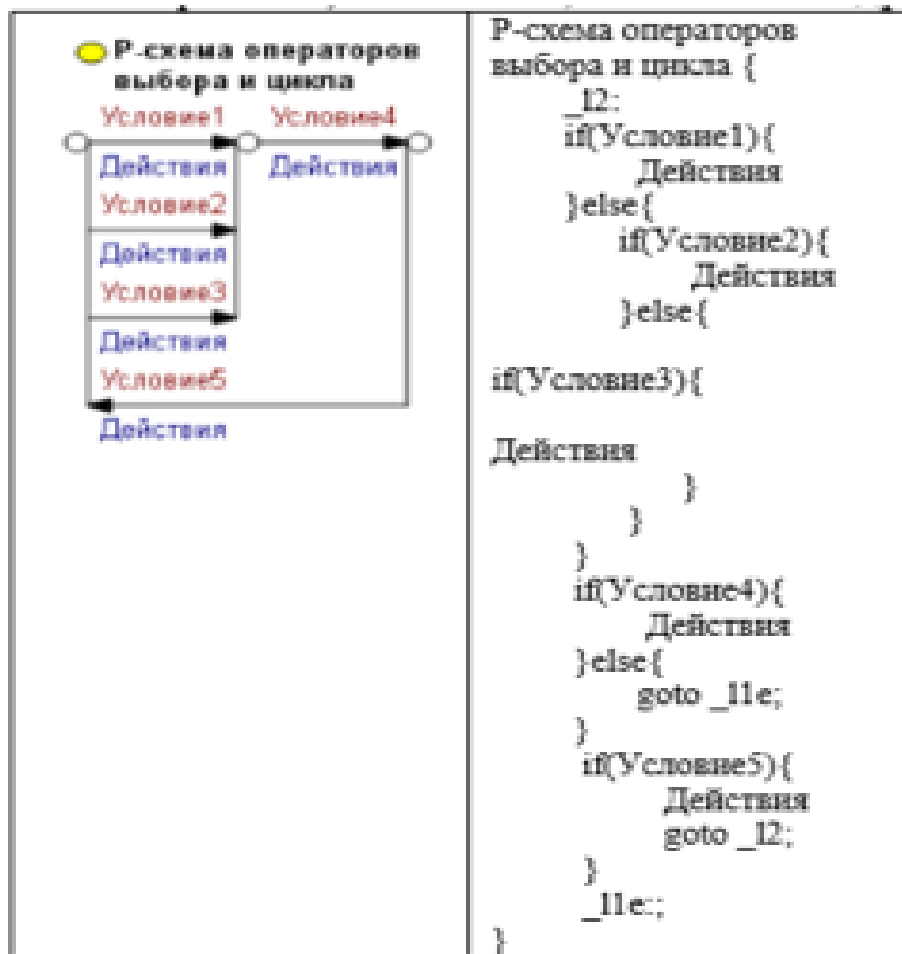 Р-схема операторов
выбора и цикла
Условие1 Условие4
Действия Действия
Условие2
Действия
Условие3
Действия
Условие5
Действия
Р-схема операторов
выбора и цикла {
_l2:
if(Условие1){
Действия
}else{
if(Условие2){
Действия
}else{
if(Условие3){
Действия
}
}
}
if(Условие4){
Действия
}else{
goto _l1e;
}
if(Условие5){
Действия
goto _l2;
}
_l1e:;
}